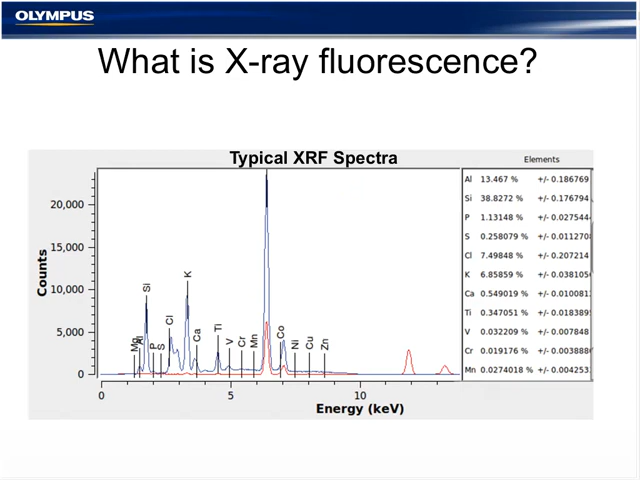 OLYMPUS
What is X-ray fluorescence?
Typical XRF Spectra
Elements
Counts
20,000
15,000
10,000
5,000
0
Mg
Al
Si
P
S
Cl
K
Ca
Ti
V
Cr
Mn
Co
Ni
Cu
Zn
0
5
10
Energy (keV)
Al 13.467 % +/- 0.186769
Si 38.8272 % +/- 0.176794
P 1.13148 % +/- 0.027544
S 0.258079 % +/- 0.011270
Cl 7.49848 % +/- 0.207214
K 6.85859 % +/- 0.038105
Ca 0.549019 % +/- 0.010081
Ti 0.347051 % +/- 0.018389
V 0.032209 % +/- 0.007848
Cr 0.019176 % +/- 0.003888
Mn 0.0274018 % +/- 0.004253